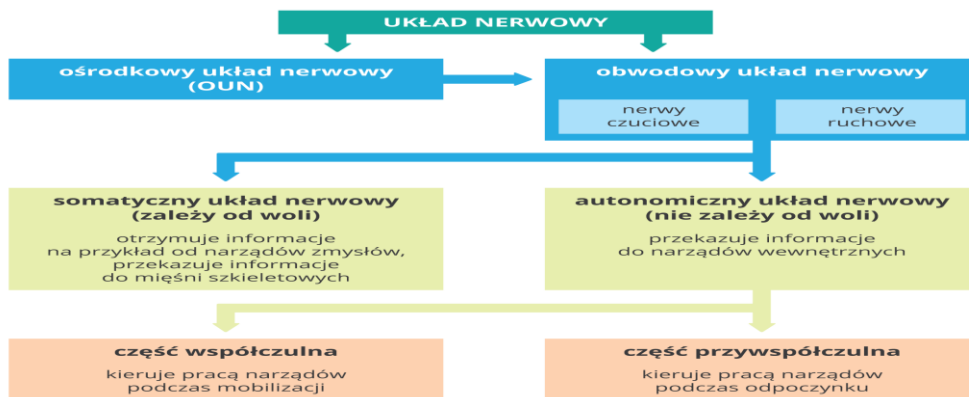 UKŁAD NERWOWY
ośrodkowy układ nerwowy
(OUN)
obwodowy układ nerwowy
nerwy
czuciowe
nerwy
ruchowe
somatyczny układ nerwowy
(zależy od woli)
otrzymuje informacje
na przykład od narządów zmysłów,
przekazuje informacje
do mięśni szkieletowych
autonomiczny układ nerwowy
(nie zależy od woli)
przekazuje informacje
do narządów wewnętrznych
część współczulna
kieruje pracą narządów
podczas mobilizacji
część przywspółczulna
kieruje pracą narządów
podczas odpoczynku